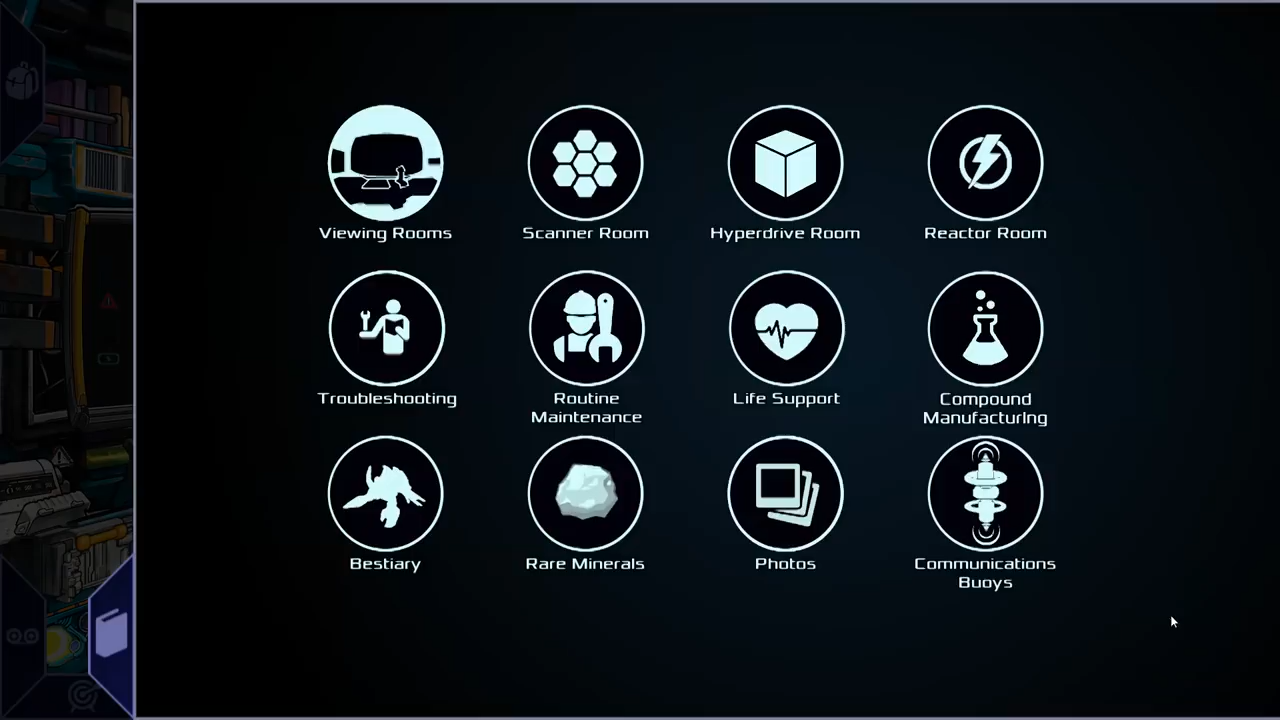 Viewing Rooms
Scanner Room
Hyperdrive Room
Reactor Room
Troubleshooting
Routine
Maintenance
Life Support
Compound
Manufacturing
Bestiary
Rare Minerals
Photos
Communications
Buoys